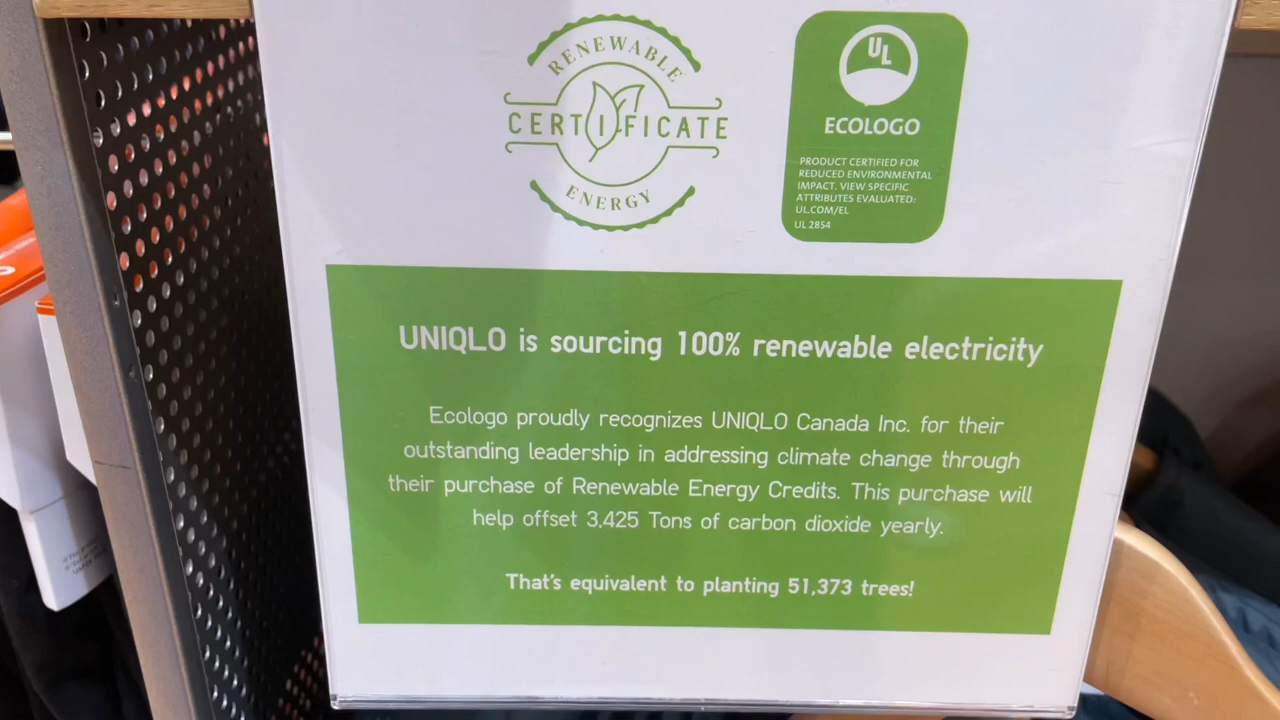 RENEWABLE
CERTIFICATE
ENERGY
UL
ECOLOGO
PRODUCT CERTIFIED FOR
REDUCED ENVIRONMENTAL
IMPACT. VIEW SPECIFIC
ATTRIBUTES EVALUATED:
UL.COM/EL
UL 2854
UNIQLO is sourcing 100% renewable electricity
Ecologo proudly recognizes UNIQLO Canada Inc. for their
outstanding leadership in addressing climate change through
their purchase of Renewable Energy Credits. This purchase will
help offset 3,425 Tons of carbon dioxide yearly.
That's equivalent to planting 51,373 trees!